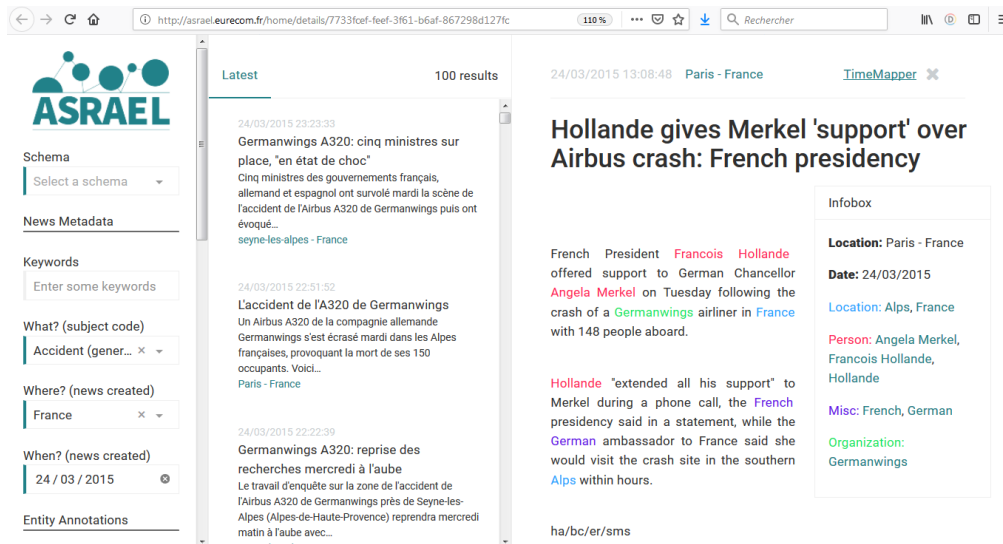 http://asrael.eurecom.fr/home/details/7733fcef-feef-3f61-b6af-867298d127fc
110 %
Rechercher
ASRAEL
Schema
Select a schema
News Metadata
Keywords
Enter some keywords
What? (subject code)
Accident (gener...
Where? (news created)
France
When? (news created)
24 / 03 / 2015
Entity Annotations
Latest
100 results
24/03/2015 23:23:33
Germanwings A320: cinq ministres sur
place, "en état de choc"
Cinq ministres des gouvernements français,
allemand et espagnol ont survolé mardi la scène de
l'accident de l'Airbus A320 de Germanwings puis ont
évoqué...
seyne-les-alpes - France
24/03/2015 22:51:52
L'accident de l'A320 de Germanwings
Un Airbus A320 de la compagnie allemande
Germanwings s'est écrasé mardi dans les Alpes
françaises, provoquant la mort de ses 150
occupants. Voici...
Paris - France
24/03/2015 22:22:39
Germanwings A320: reprise des
recherches mercredi à l'aube
Le travail d'enquête sur la zone de l'accident de
l'Airbus A320 de Germanwings près de Seyne-les-
Alpes (Alpes-de-Haute-Provence) reprendra mercredi
matin à l'aube avec...
24/03/2015 13:08:48 Paris - France
TimeMapper
Hollande gives Merkel 'support' over
Airbus crash: French presidency
French President Francois Hollande
offered support to German Chancellor
Angela Merkel on Tuesday following the
crash of a Germanwings airliner in France
with 148 people aboard.
Hollande "extended all his support" to
Merkel during a phone call, the French
presidency said in a statement, while the
German ambassador to France said she
would visit the crash site in the southern
Alps within hours.
ha/bc/er/sms
Infobox
Location: Paris - France
Date: 24/03/2015
Location: Alps, France
Person: Angela Merkel,
Francois Hollande,
Hollande
Misc: French, German
Organization:
Germanwings